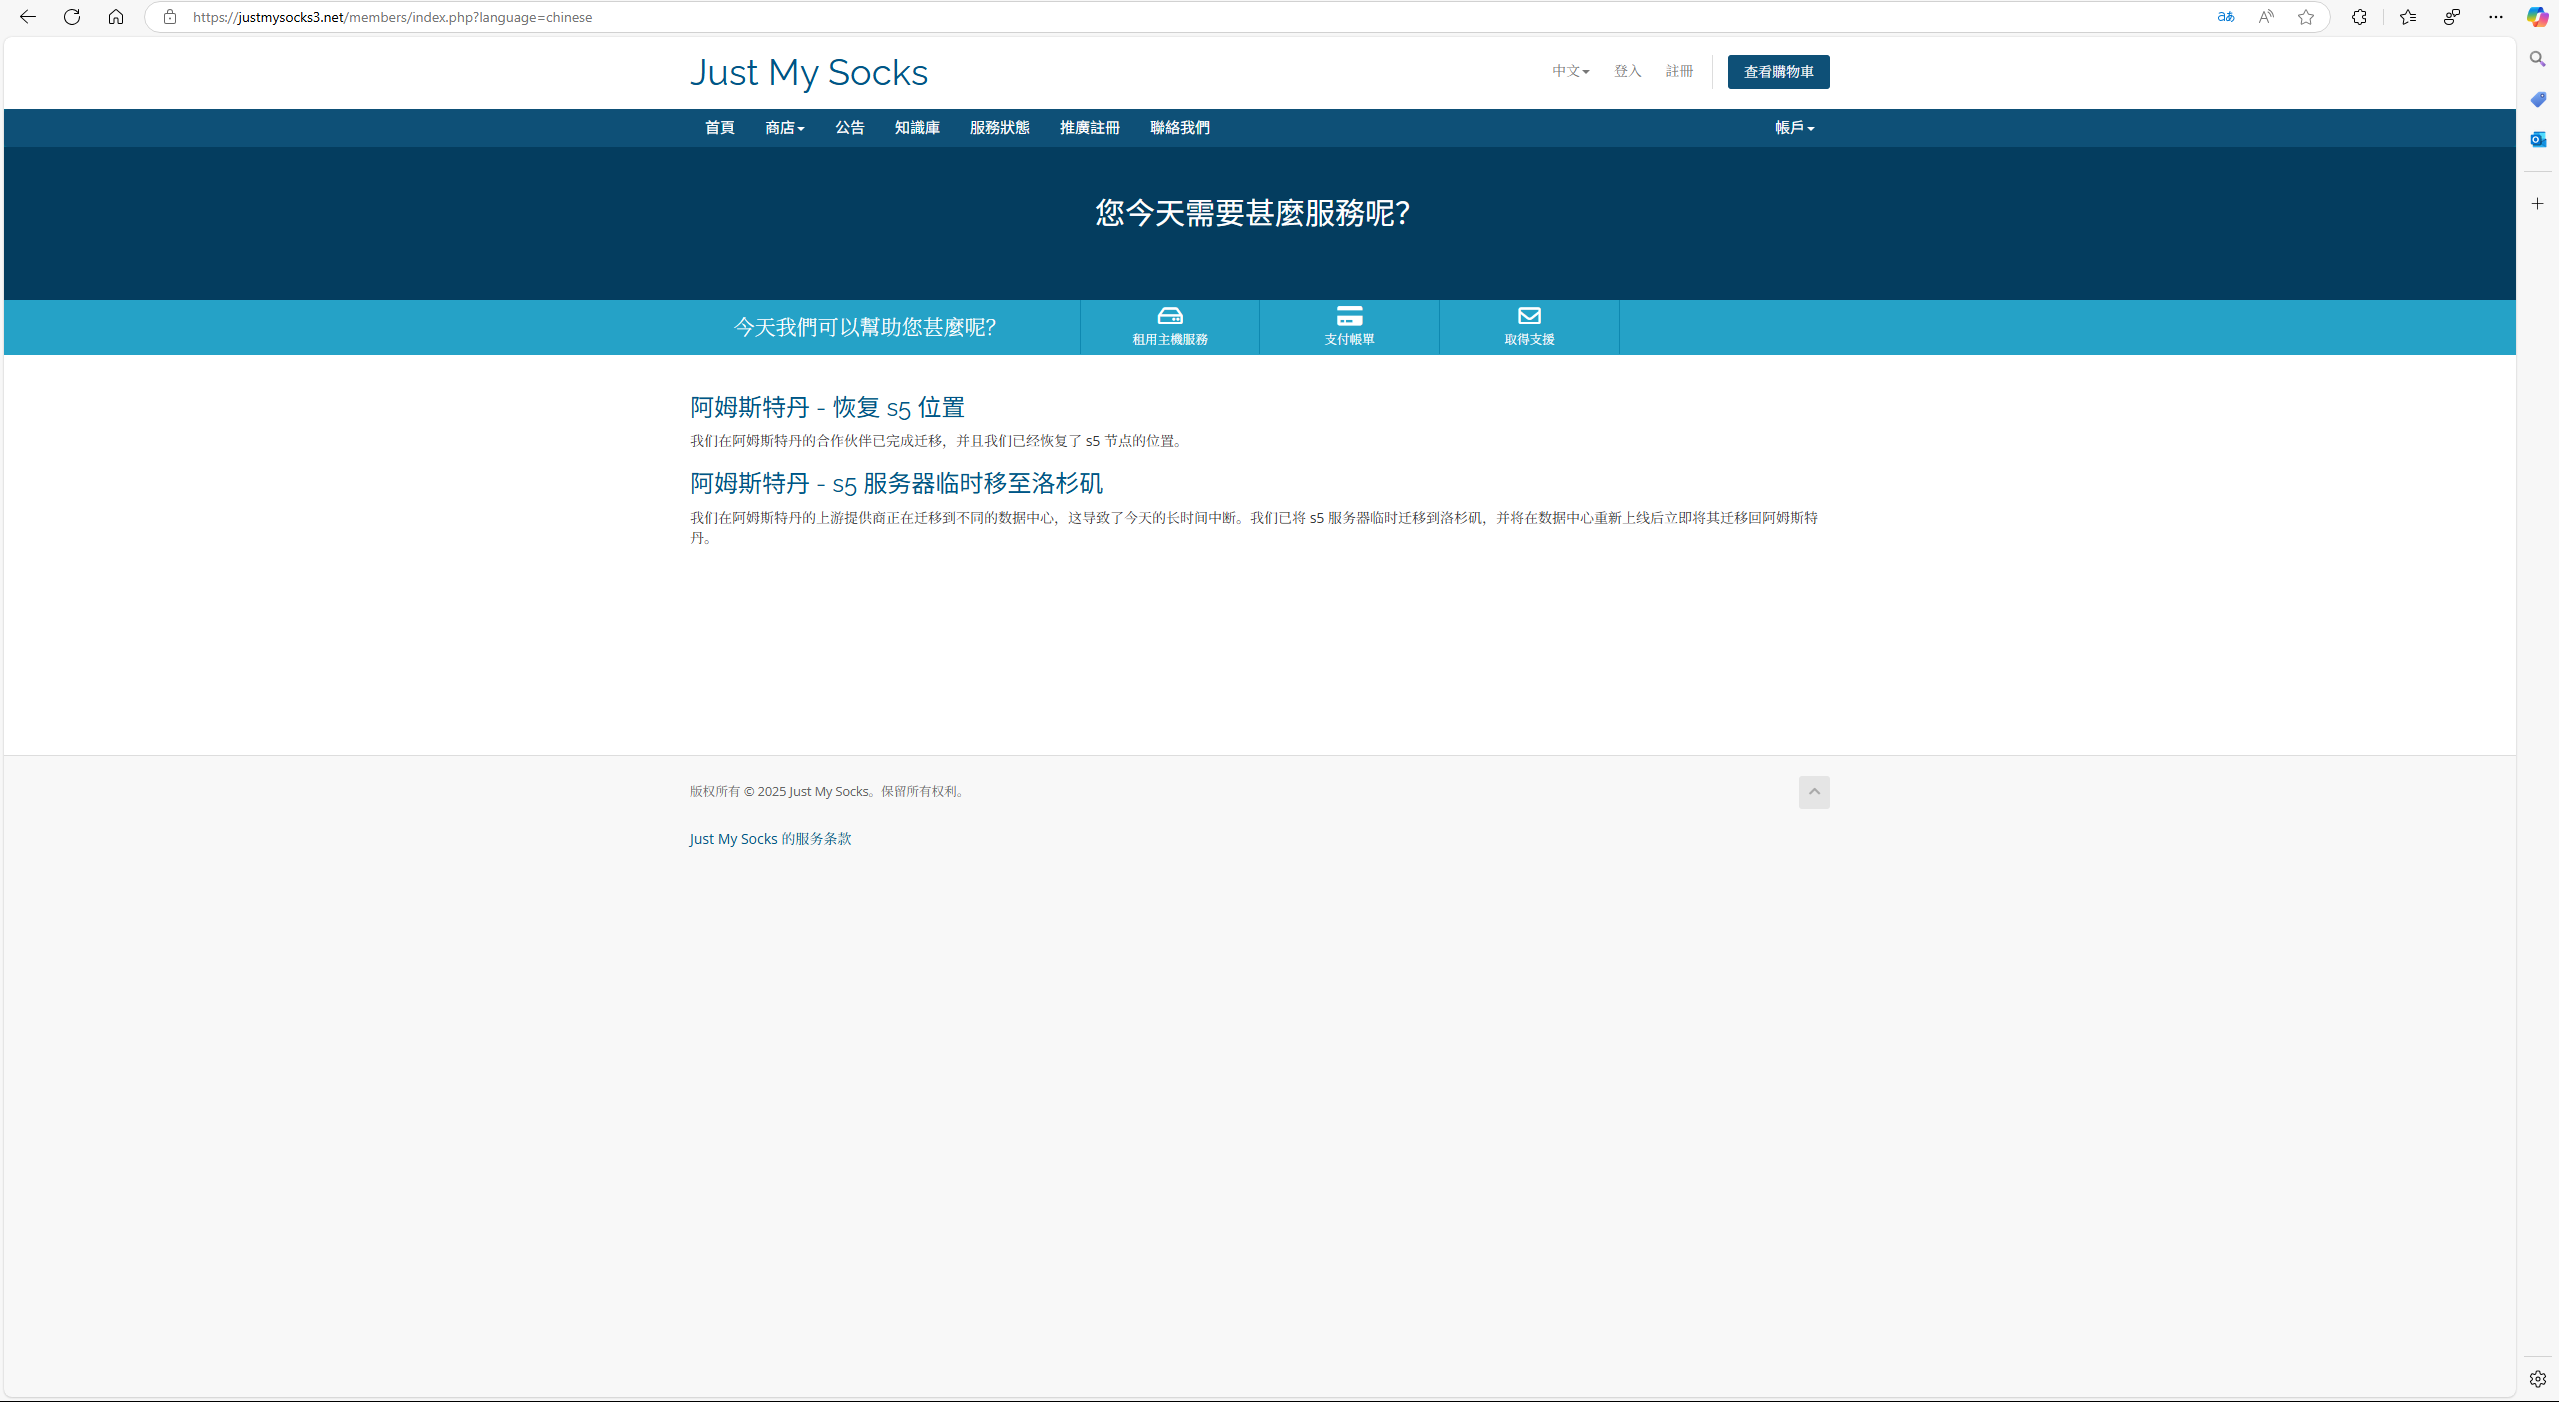 https://justmysocks3.net/members/index.php?language=chinese
Just My Socks
中文 登入 註冊 查看購物車
首頁 商店 公告 知識庫 服務狀態 推廣註冊 聯絡我們 帳戶
您今天需要甚麼服務呢?
今天我們可以幫助您甚麼呢?
租用主機服務 支付帳單 取得支援
阿姆斯特丹 - 恢复 s5 位置
我们在阿姆斯特丹的合作伙伴已完成迁移，并且我们已经恢复了 s5 节点的位置。
阿姆斯特丹 - s5 服务器临时移至洛杉矶
我们在阿姆斯特丹的上游提供商正在迁移到不同的数据中心，这导致了今天的长时间中断。我们已将 s5 服务器临时迁移到洛杉矶，并将在数据中心重新上线后立即将其迁移回阿姆斯特
丹。
版权所有 © 2025 Just My Socks。保留所有权利。
Just My Socks 的服务条款